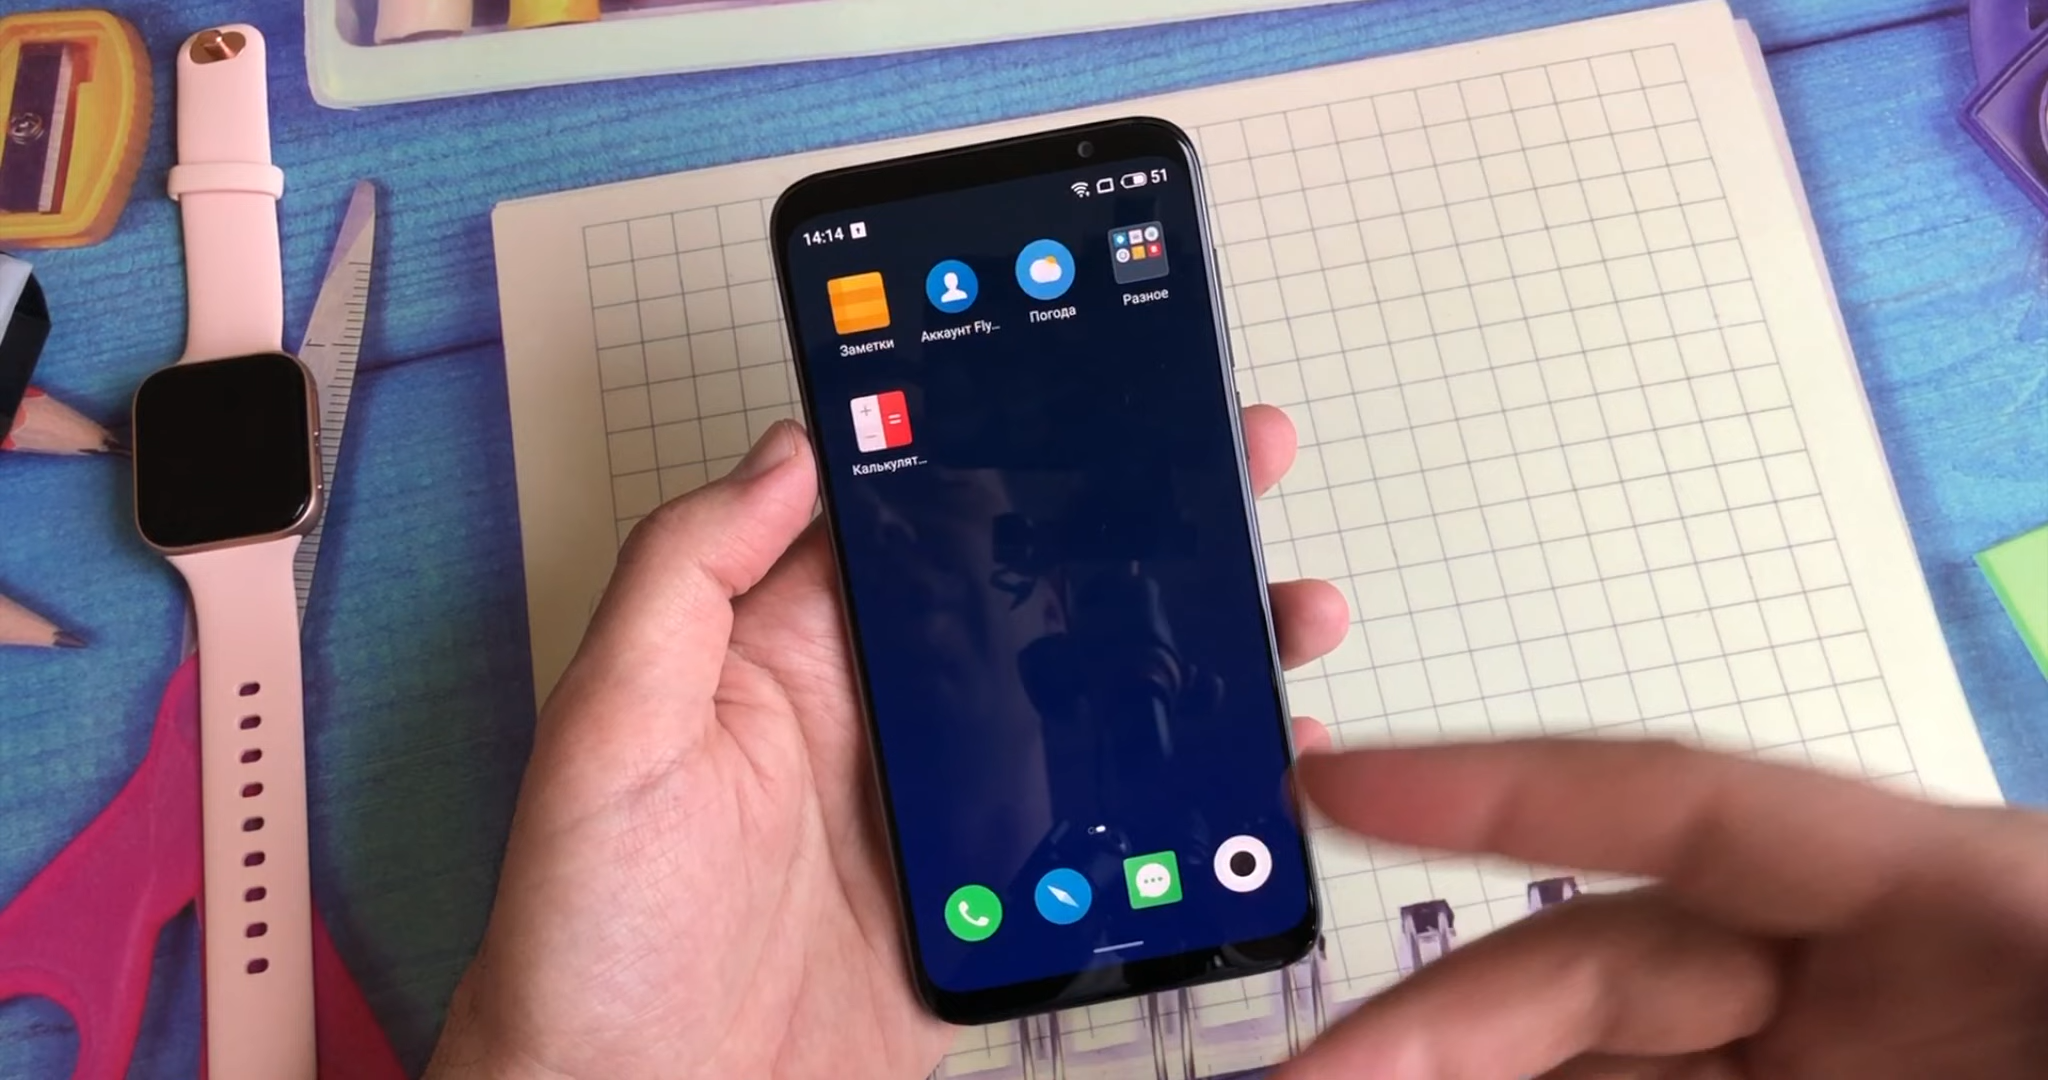 14:14
51
Заметки
Аккаунт Fly...
Погода
Разное
Калькулят...